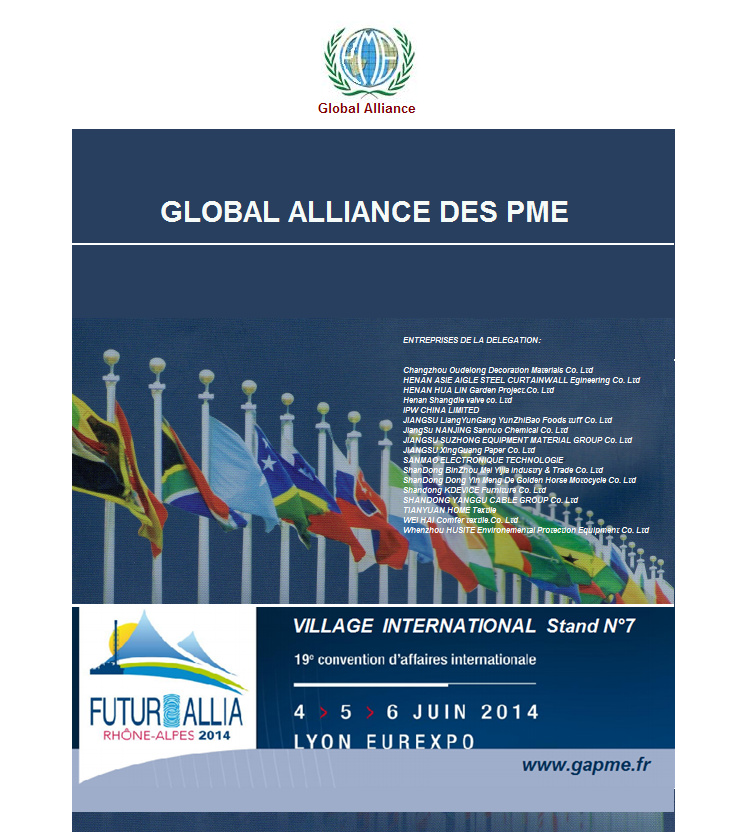 PME
Global Alliance
GLOBAL ALLIANCE DES PME
ENTREPRISES DE LA DELEGATION:
Changzhou Oudelong Decoration Materials Co. Ltd
HENAN ASIE AIGLE STEEL CURTAINWALL Egineering Co. Ltd
HENAN HUA LIN Garden Project.Co. Ltd
Henan Shangdie valve co. Ltd
IPW CHINA LIMITED
JIANGSU LiangYunGang YunZhiBao Foods tuff Co. Ltd
JiangSu NANJING Sannuo Chemical Co. Ltd
JIANGSU SUZHONG EQUIPMENT MATERIAL GROUP Co. Ltd
JIANGSU XingGuang Paper Co. Ltd
SANMAO ELECTRONIQUE TECHNOLOGIE
ShanDong BinZhou Mei Yijia Industry & Trade Co. Ltd
ShanDong Dong Yin Meng De Golden Horse Motocycle Co. Ltd
Shandong KDEVICE Furniture Co. Ltd
SHANDONG YANGGU CABLE GROUP Co. Ltd
TIANYUAN HOME Textile
WEI HAI Comfer textile.Co. Ltd
Whenzhou HUSITE Environemental Protection Equipment Co. Ltd
VILLAGE INTERNATIONAL Stand N°7
19e convention d'affaires internationale
4 > 5 > 6 JUIN 2014
LYON EUREXPO
FUTURALLIA
RHÔNE-ALPES 2014
www.gapme.fr